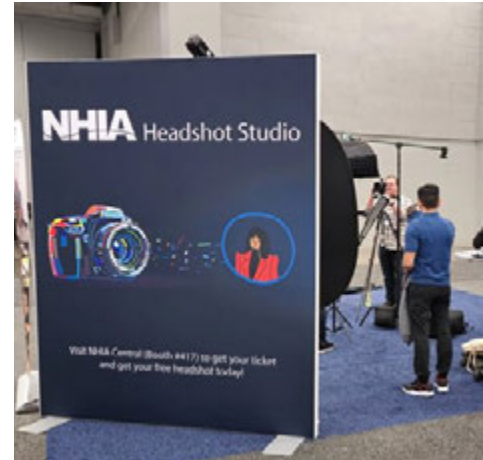 NHIA Headshot Studio
Visit NHIA Central (Booth #417) to get your ticket
and get your free headshot today!